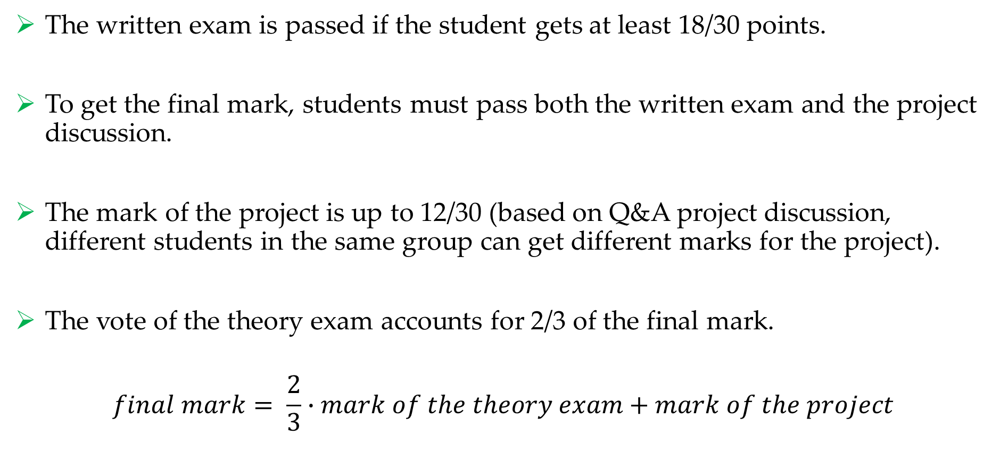 ➢ The written exam is passed if the student gets at least 18/30 points.
➢ To get the final mark, students must pass both the written exam and the project
discussion.
➢ The mark of the project is up to 12/30 (based on Q&A project discussion,
different students in the same group can get different marks for the project).
➢ The vote of the theory exam accounts for 2/3 of the final mark.
final mark = 2/3 · mark of the theory exam + mark of the project